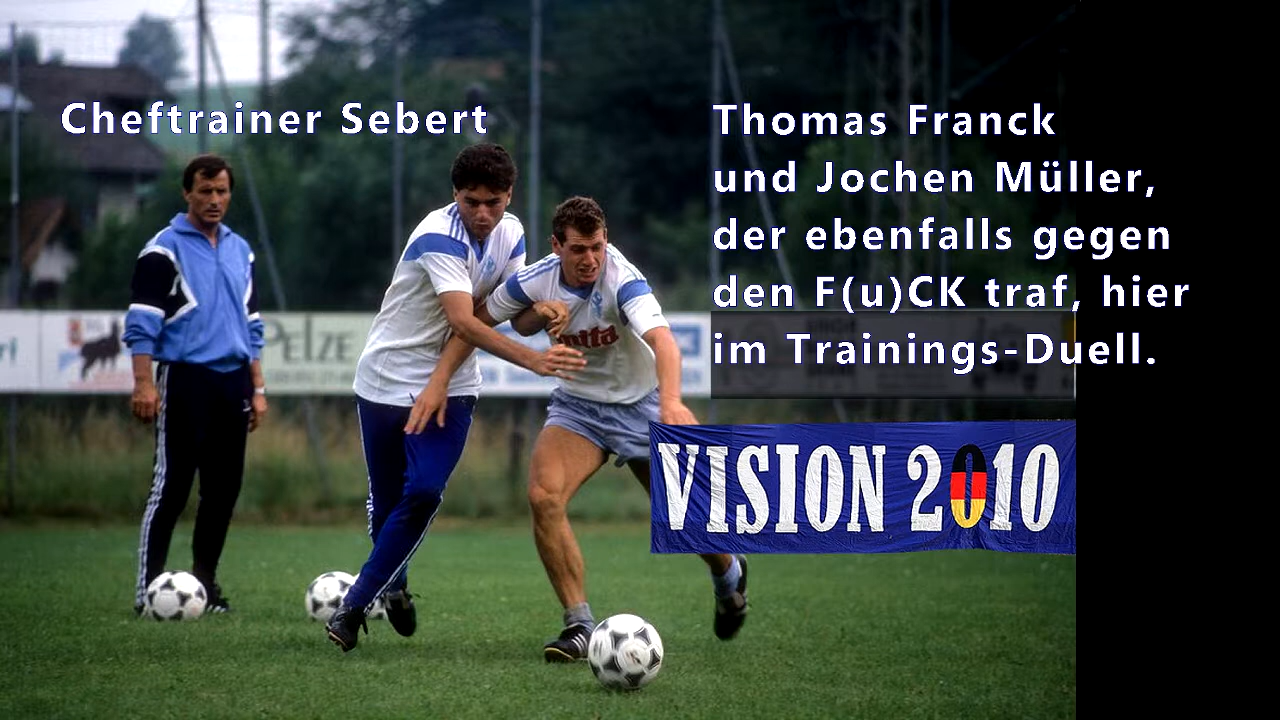 Cheftrainer Sebert
Thomas Franck
und Jochen Müller,
der ebenfalls gegen
den F(u)CK traf, hier
im Trainings-Duell.
PELZE
VISION 2010